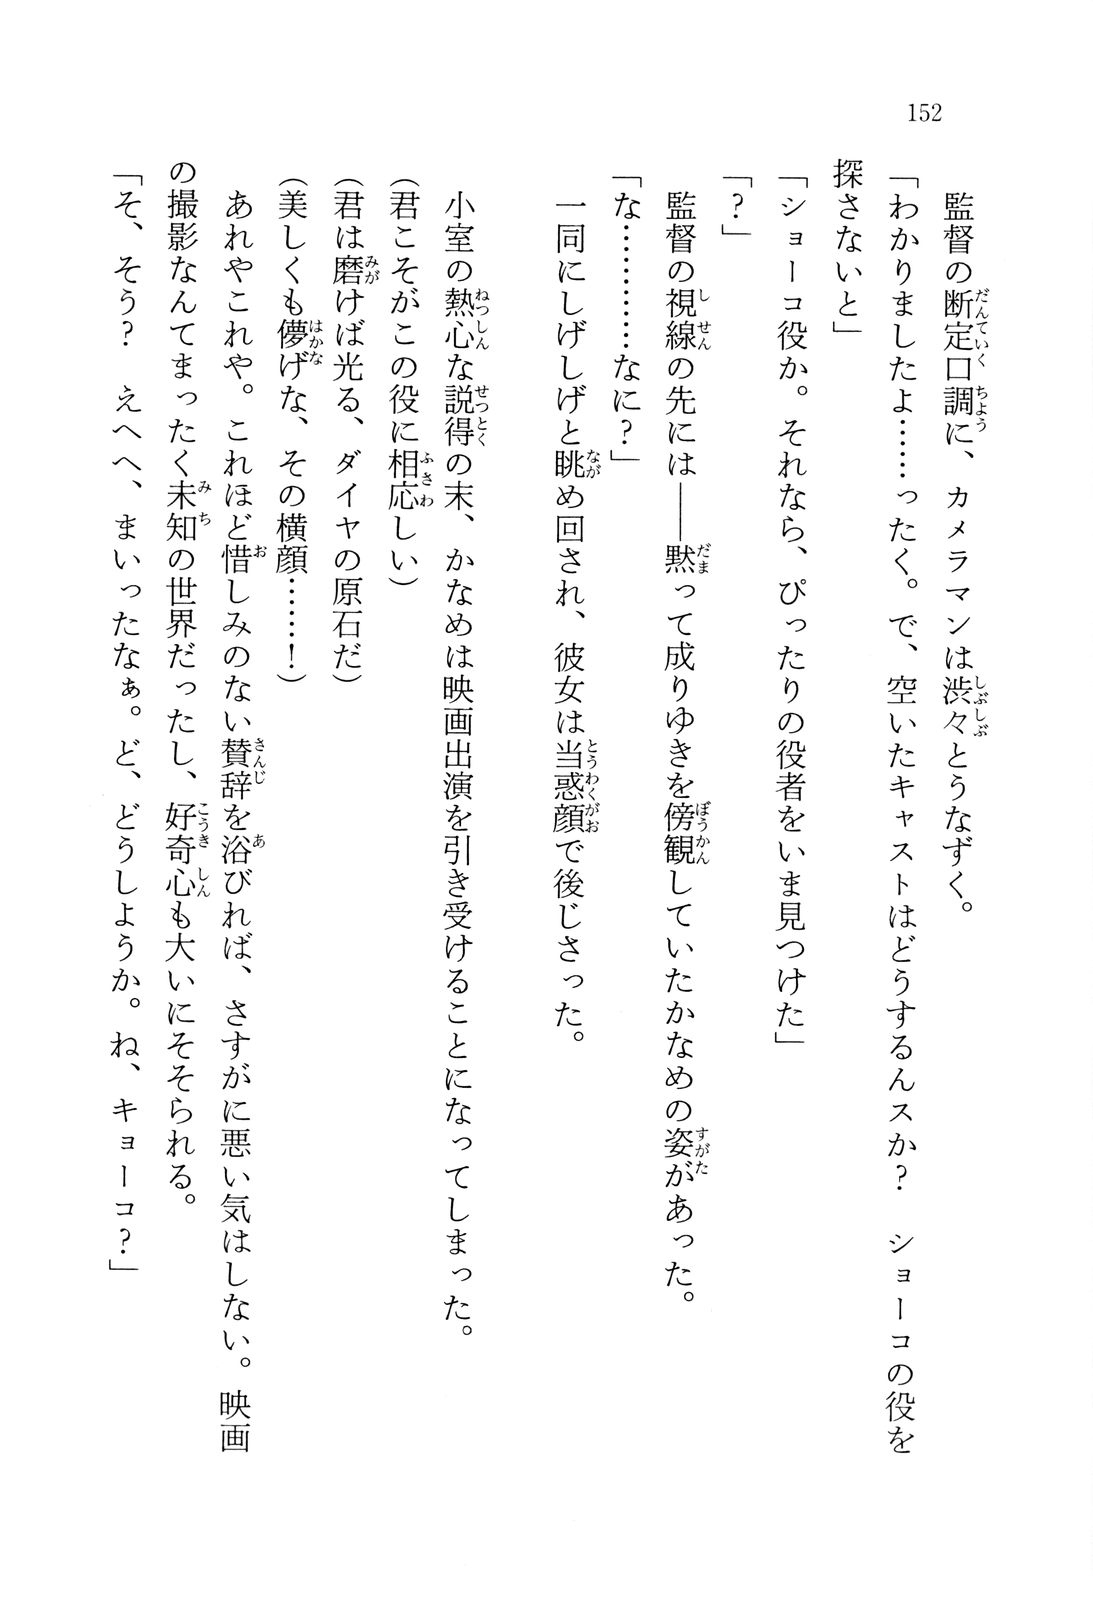 152
　監督の断定口調に、カメラマンは渋々とうなずく。
「わかりましたよ……ったく。で、空いたキャストはどうするんスか？　ショーコの役を
探さないと」
「ショーコ役か。それなら、ぴったりの役者をいま見つけた」
「？」
　監督の視線の先には――黙って成りゆきを傍観していたかなめの姿があった。
「な…………なに？」
　一同にしげしげと眺め回され、彼女は当惑顔で後じさった。
　小室の熱心な説得の末、かなめは映画出演を引き受けることになってしまった。
（君こそがこの役に相応しい）
（君は磨けば光る、ダイヤの原石だ）
（美しくも儚げな、その横顔……！）
　あれやこれや。これほど惜しみのない賛辞を浴びれば、さすがに悪い気はしない。映画
の撮影なんてまったく未知の世界だったし、好奇心も大いにそそられる。
「そ、そう？　えへへ、まいったなぁ。ど、どうしようか。ね、キョーコ？」